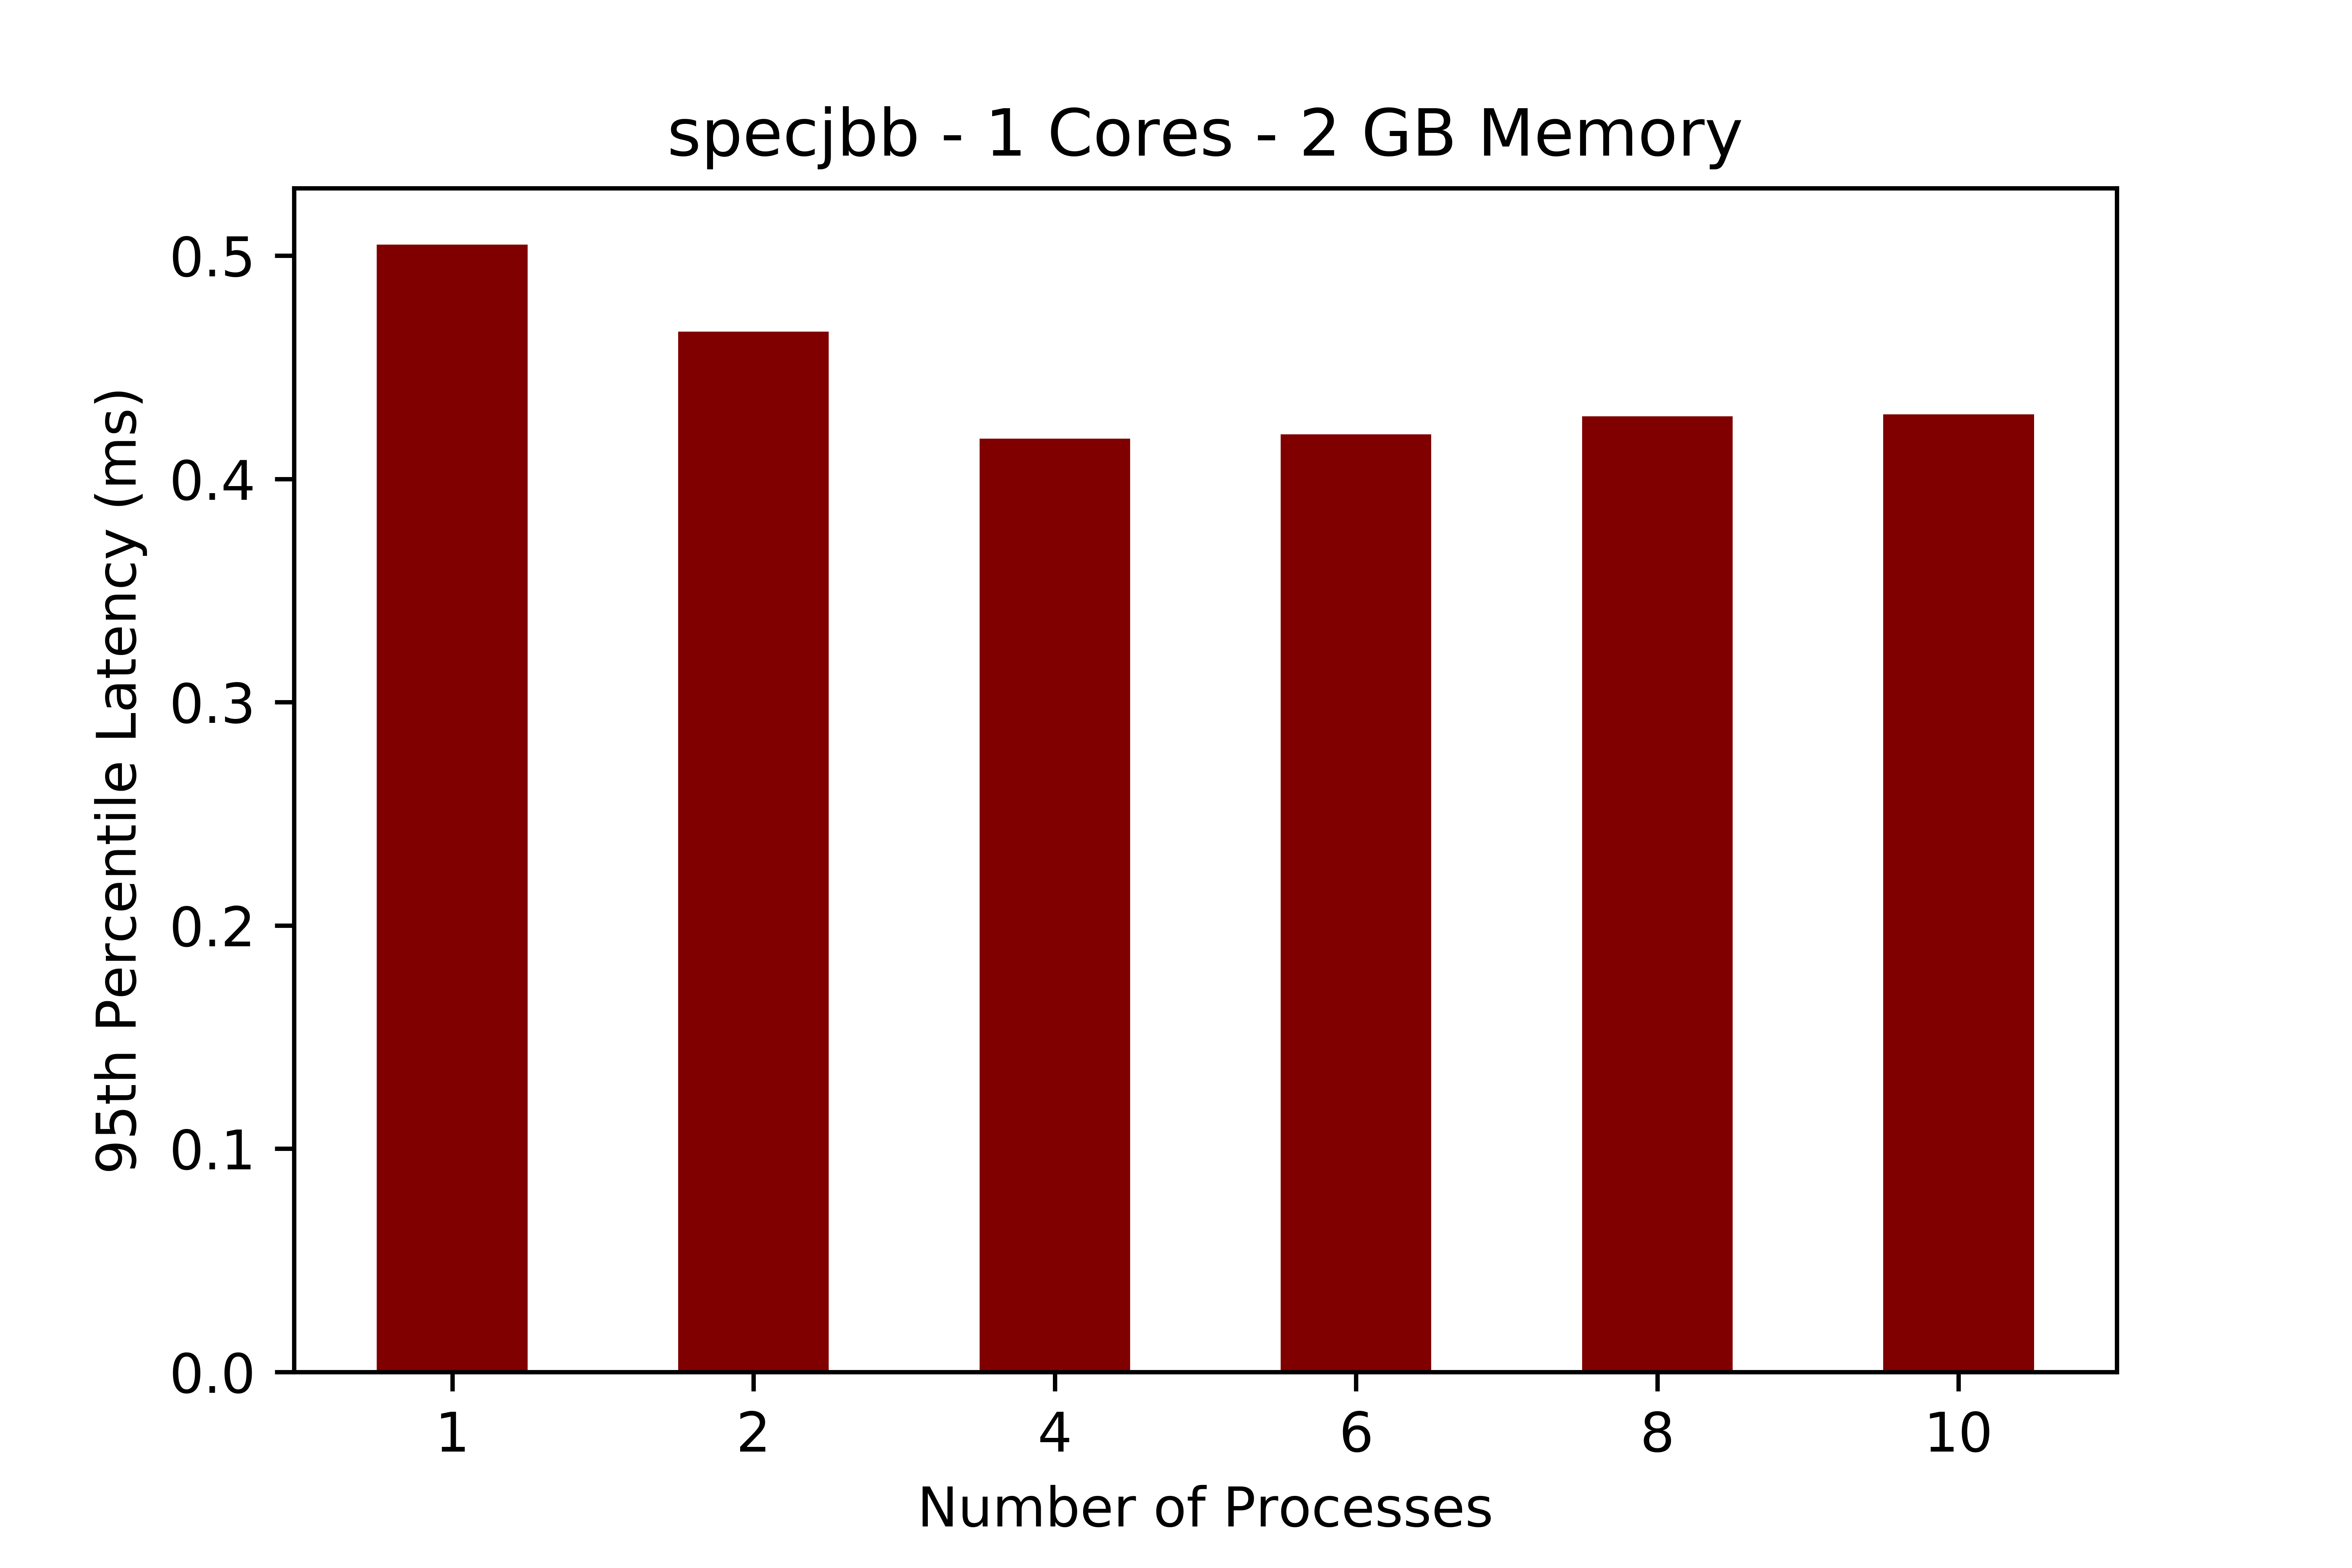 specjbb - 1 Cores - 2 GB Memory
95th Percentile Latency (ms)
0.5
0.4
0.3
0.2
0.1
0.0
1 2 4 6 8 10
Number of Processes